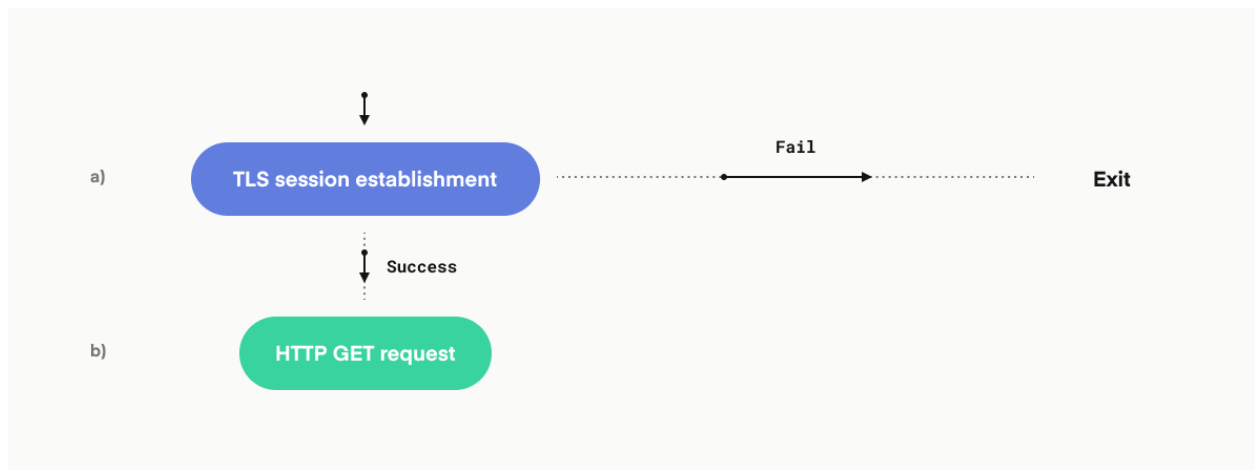 Fail
a)
TLS session establishment
Exit
Success
b)
HTTP GET request